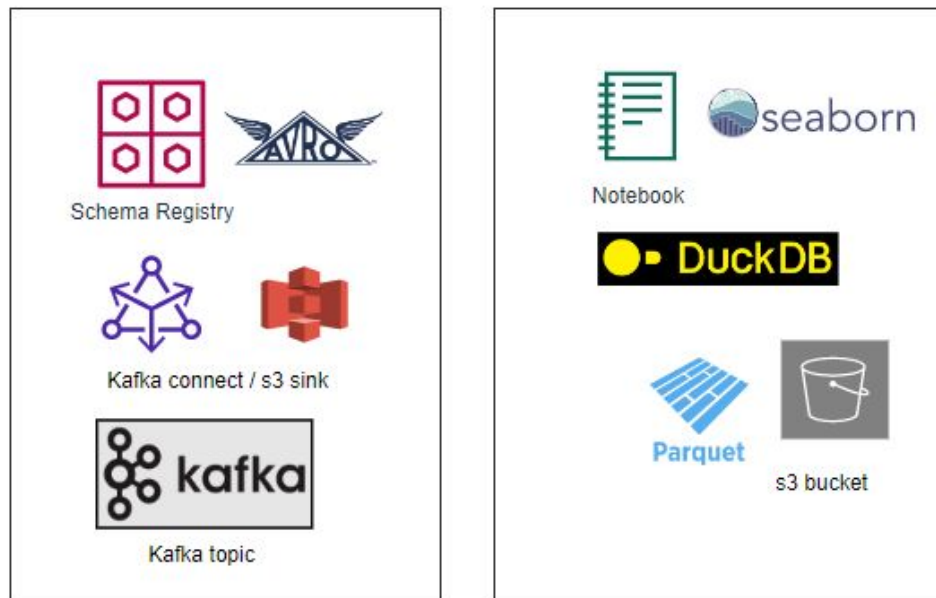 AVRO
Schema Registry
Kafka connect / s3 sink
kafka
Kafka topic
seaborn
Notebook
DuckDB
Parquet
s3 bucket